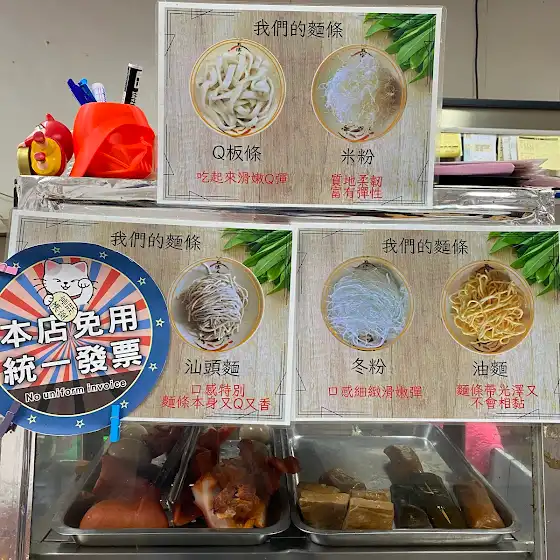 我們的麵條
Q板條
米粉
吃起來滑嫩Q彈
質地柔韌
富有彈性
我們的麵條
本店免用
統一發票
No uniform invoice
汕頭麵
口感特別
麵條本身又Q又香
我們的麵條
冬粉
油麵
口感細緻滑嫩彈
麵條帶光澤又
不會相黏